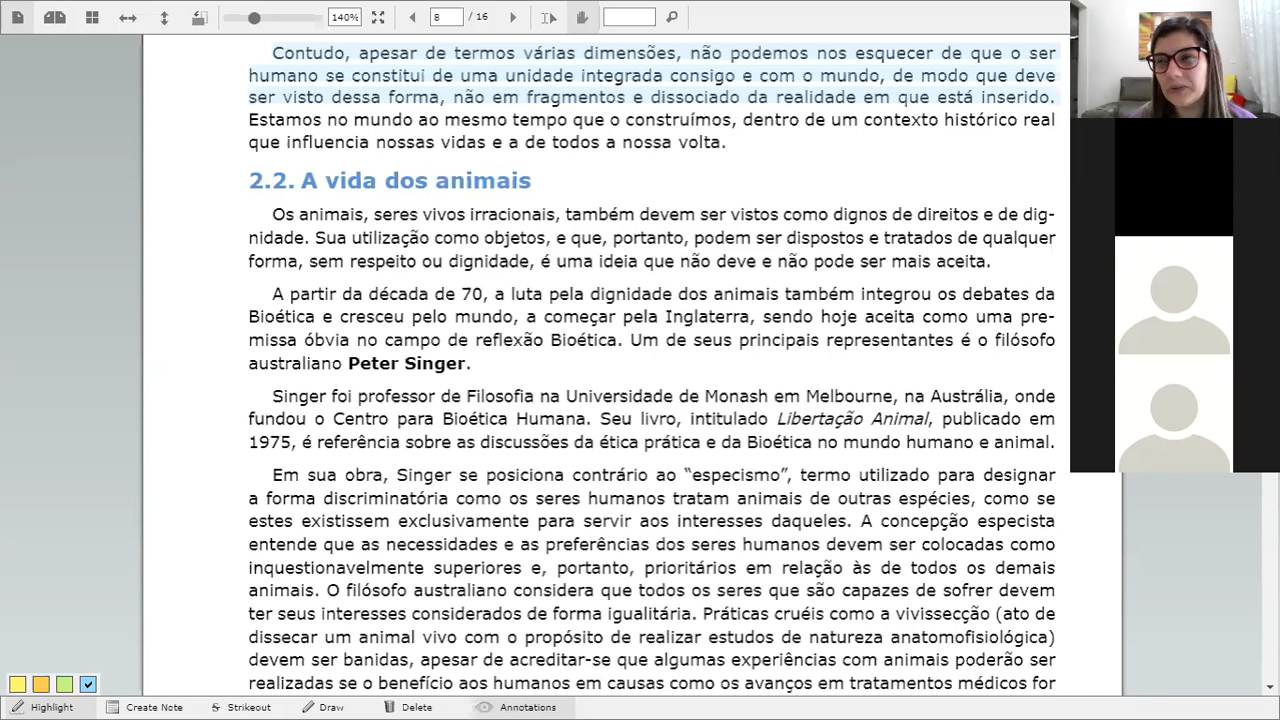 140%
8
/ 16
Contudo, apesar de termos várias dimensões, não podemos nos esquecer de que o ser
humano se constitui de uma unidade integrada consigo e com o mundo, de modo que deve
ser visto dessa forma, não em fragmentos e dissociado da realidade em que está inserido.
Estamos no mundo ao mesmo tempo que o construímos, dentro de um contexto histórico real
que influencia nossas vidas e a de todos a nossa volta.
2.2. A vida dos animais
Os animais, seres vivos irracionais, também devem ser vistos como dignos de direitos e de dig-
nidade. Sua utilização como objetos, e que, portanto, podem ser dispostos e tratados de qualquer
forma, sem respeito ou dignidade, é uma ideia que não deve e não pode ser mais aceita.
A partir da década de 70, a luta pela dignidade dos animais também integrou os debates da
Bioética e cresceu pelo mundo, a começar pela Inglaterra, sendo hoje aceita como uma pre-
missa óbvia no campo de reflexão Bioética. Um de seus principais representantes é o filósofo
australiano Peter Singer.
Singer foi professor de Filosofia na Universidade de Monash em Melbourne, na Austrália, onde
fundou o Centro para Bioética Humana. Seu livro, intitulado Libertação Animal, publicado em
1975, é referência sobre as discussões da ética prática e da Bioética no mundo humano e animal.
Em sua obra, Singer se posiciona contrário ao “especismo”, termo utilizado para designar
a forma discriminatória como os seres humanos tratam animais de outras espécies, como se
estes existissem exclusivamente para servir aos interesses daqueles. A concepção especista
entende que as necessidades e as preferências dos seres humanos devem ser colocadas como
inquestionavelmente superiores e, portanto, prioritários em relação às de todos os demais
animais. O filósofo australiano considera que todos os seres que são capazes de sofrer devem
ter seus interesses considerados de forma igualitária. Práticas cruéis como a vivissecção (ato de
dissecar um animal vivo com o propósito de realizar estudos de natureza anatomofisiológica)
devem ser banidas, apesar de acreditar-se que algumas experiências com animais poderão ser
realizadas se o benefício aos humanos em causas como os avanços em tratamentos médicos for
Highlight
Create Note
Strikeout
Draw
Delete
Annotations